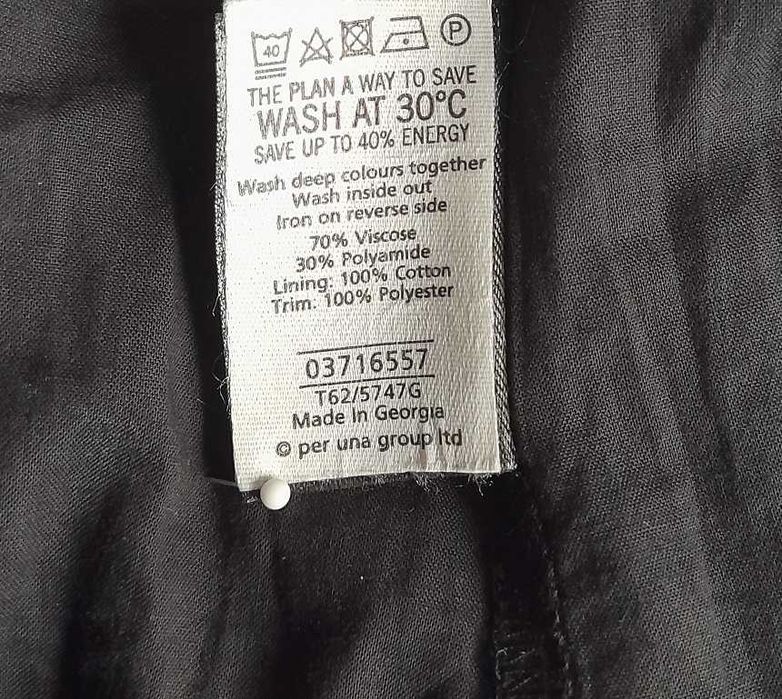 40 P
THE PLAN A WAY TO SAVE
WASH AT 30°C
SAVE UP TO 40% ENERGY
Wash deep colours together
Wash inside out
Iron on reverse side
70% Viscose
30% Polyamide
Lining: 100% Cotton
Trim: 100% Polyester
03716557
T62/5747G
Made In Georgia
© per una group ltd